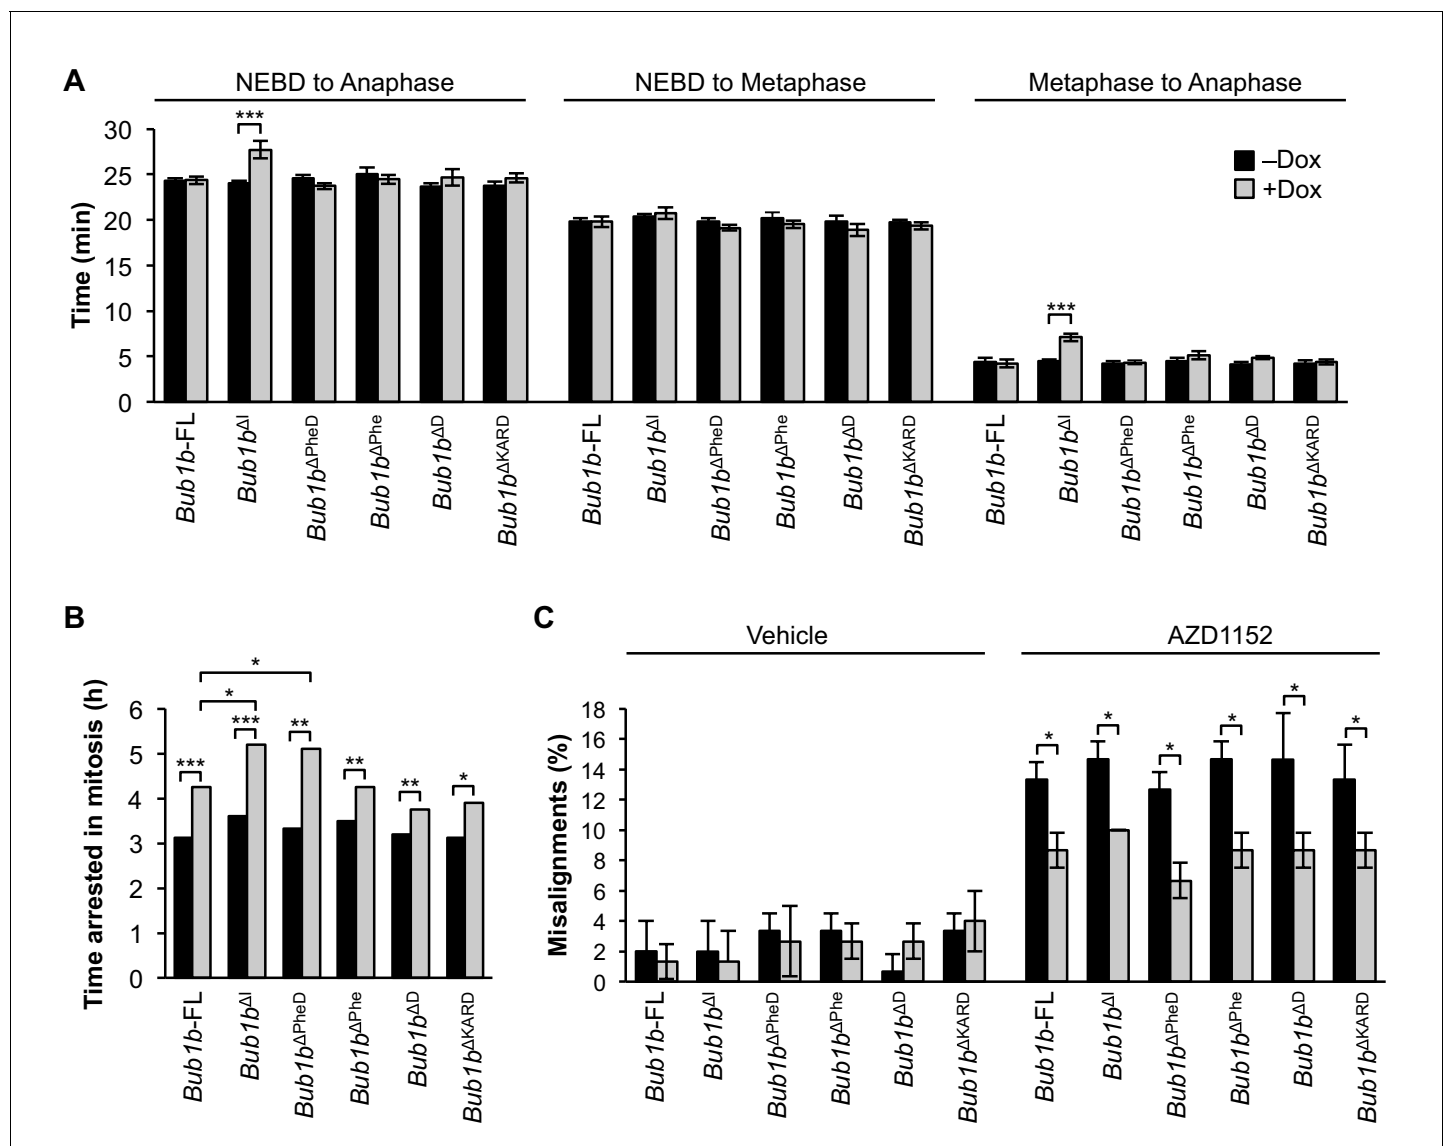 A
NEBD to Anaphase
NEBD to Metaphase
Metaphase to Anaphase
Time (min)
30
25
20
15
10
5
0
***
***
–Dox
+Dox
Bub1b-FL
Bub1bΔI
Bub1bΔPheD
Bub1bΔPhe
Bub1bΔD
Bub1bΔKARD
Bub1b-FL
Bub1bΔI
Bub1bΔPheD
Bub1bΔPhe
Bub1bΔD
Bub1bΔKARD
Bub1b-FL
Bub1bΔI
Bub1bΔPheD
Bub1bΔPhe
Bub1bΔD
Bub1bΔKARD
B
Time arrested in mitosis (h)
6
5
4
3
2
1
0
*
*
***
***
**
**
**
*
Bub1b-FL
Bub1bΔI
Bub1bΔPheD
Bub1bΔPhe
Bub1bΔD
Bub1bΔKARD
C
Vehicle
AZD1152
Misalignments (%)
18
16
14
12
10
8
6
4
2
0
*
*
*
*
*
*
Bub1b-FL
Bub1bΔI
Bub1bΔPheD
Bub1bΔPhe
Bub1bΔD
Bub1bΔKARD
Bub1b-FL
Bub1bΔI
Bub1bΔPheD
Bub1bΔPhe
Bub1bΔD
Bub1bΔKARD